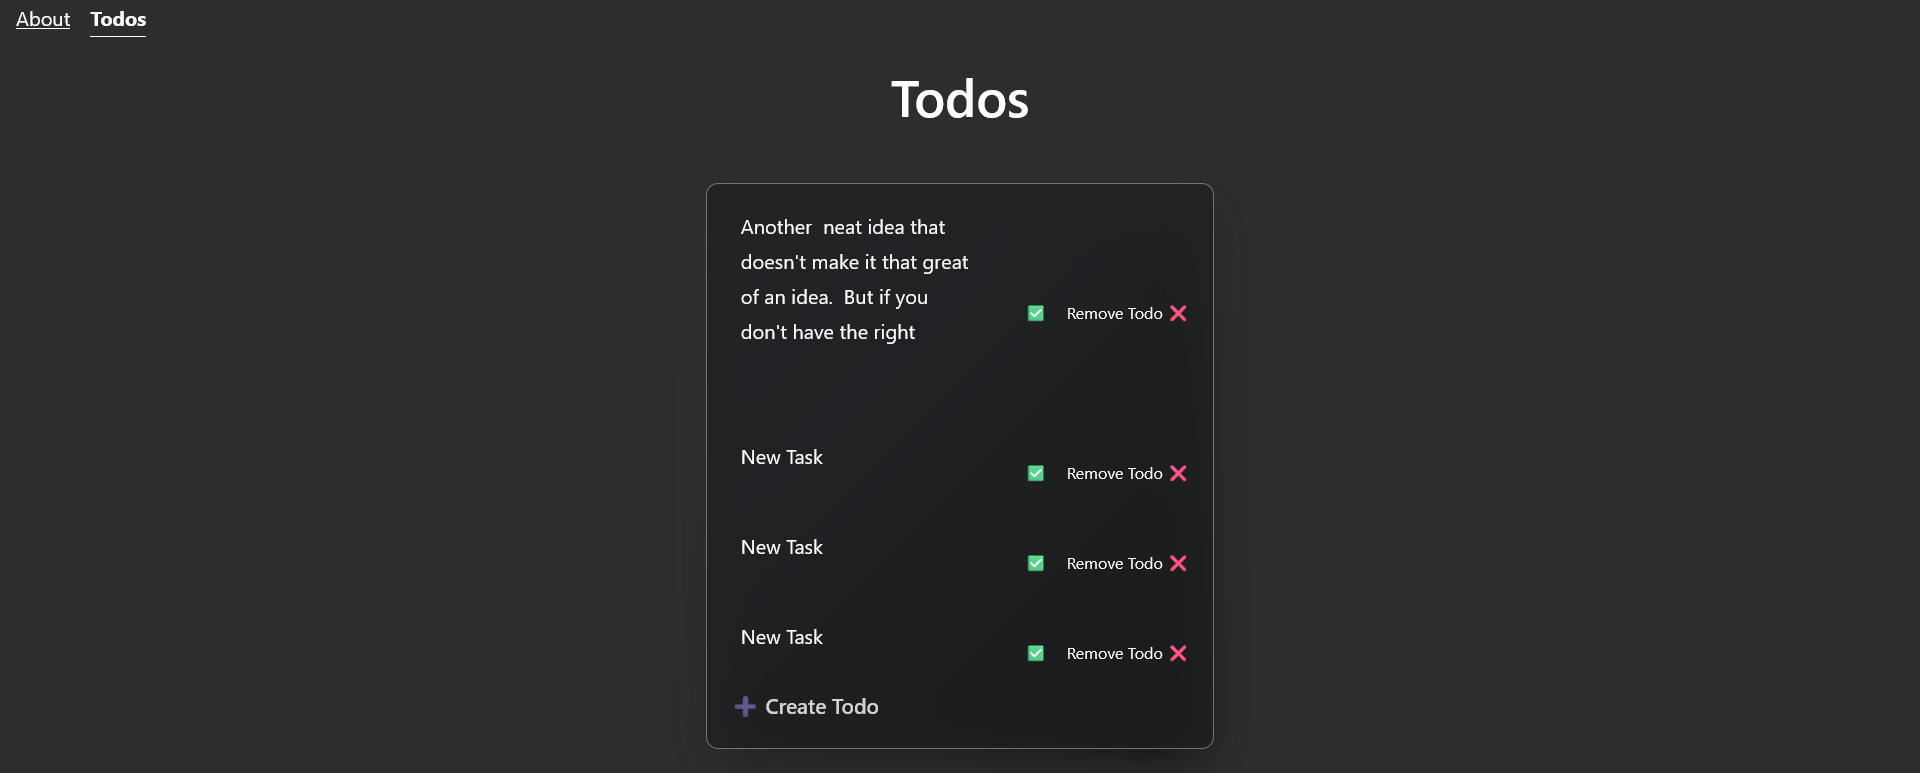 About Todos
Todos
Another  neat idea that
doesn't make it that great
of an idea.  But if you
don't have the right
Remove Todo
New Task
Remove Todo
New Task
Remove Todo
New Task
Remove Todo
Create Todo